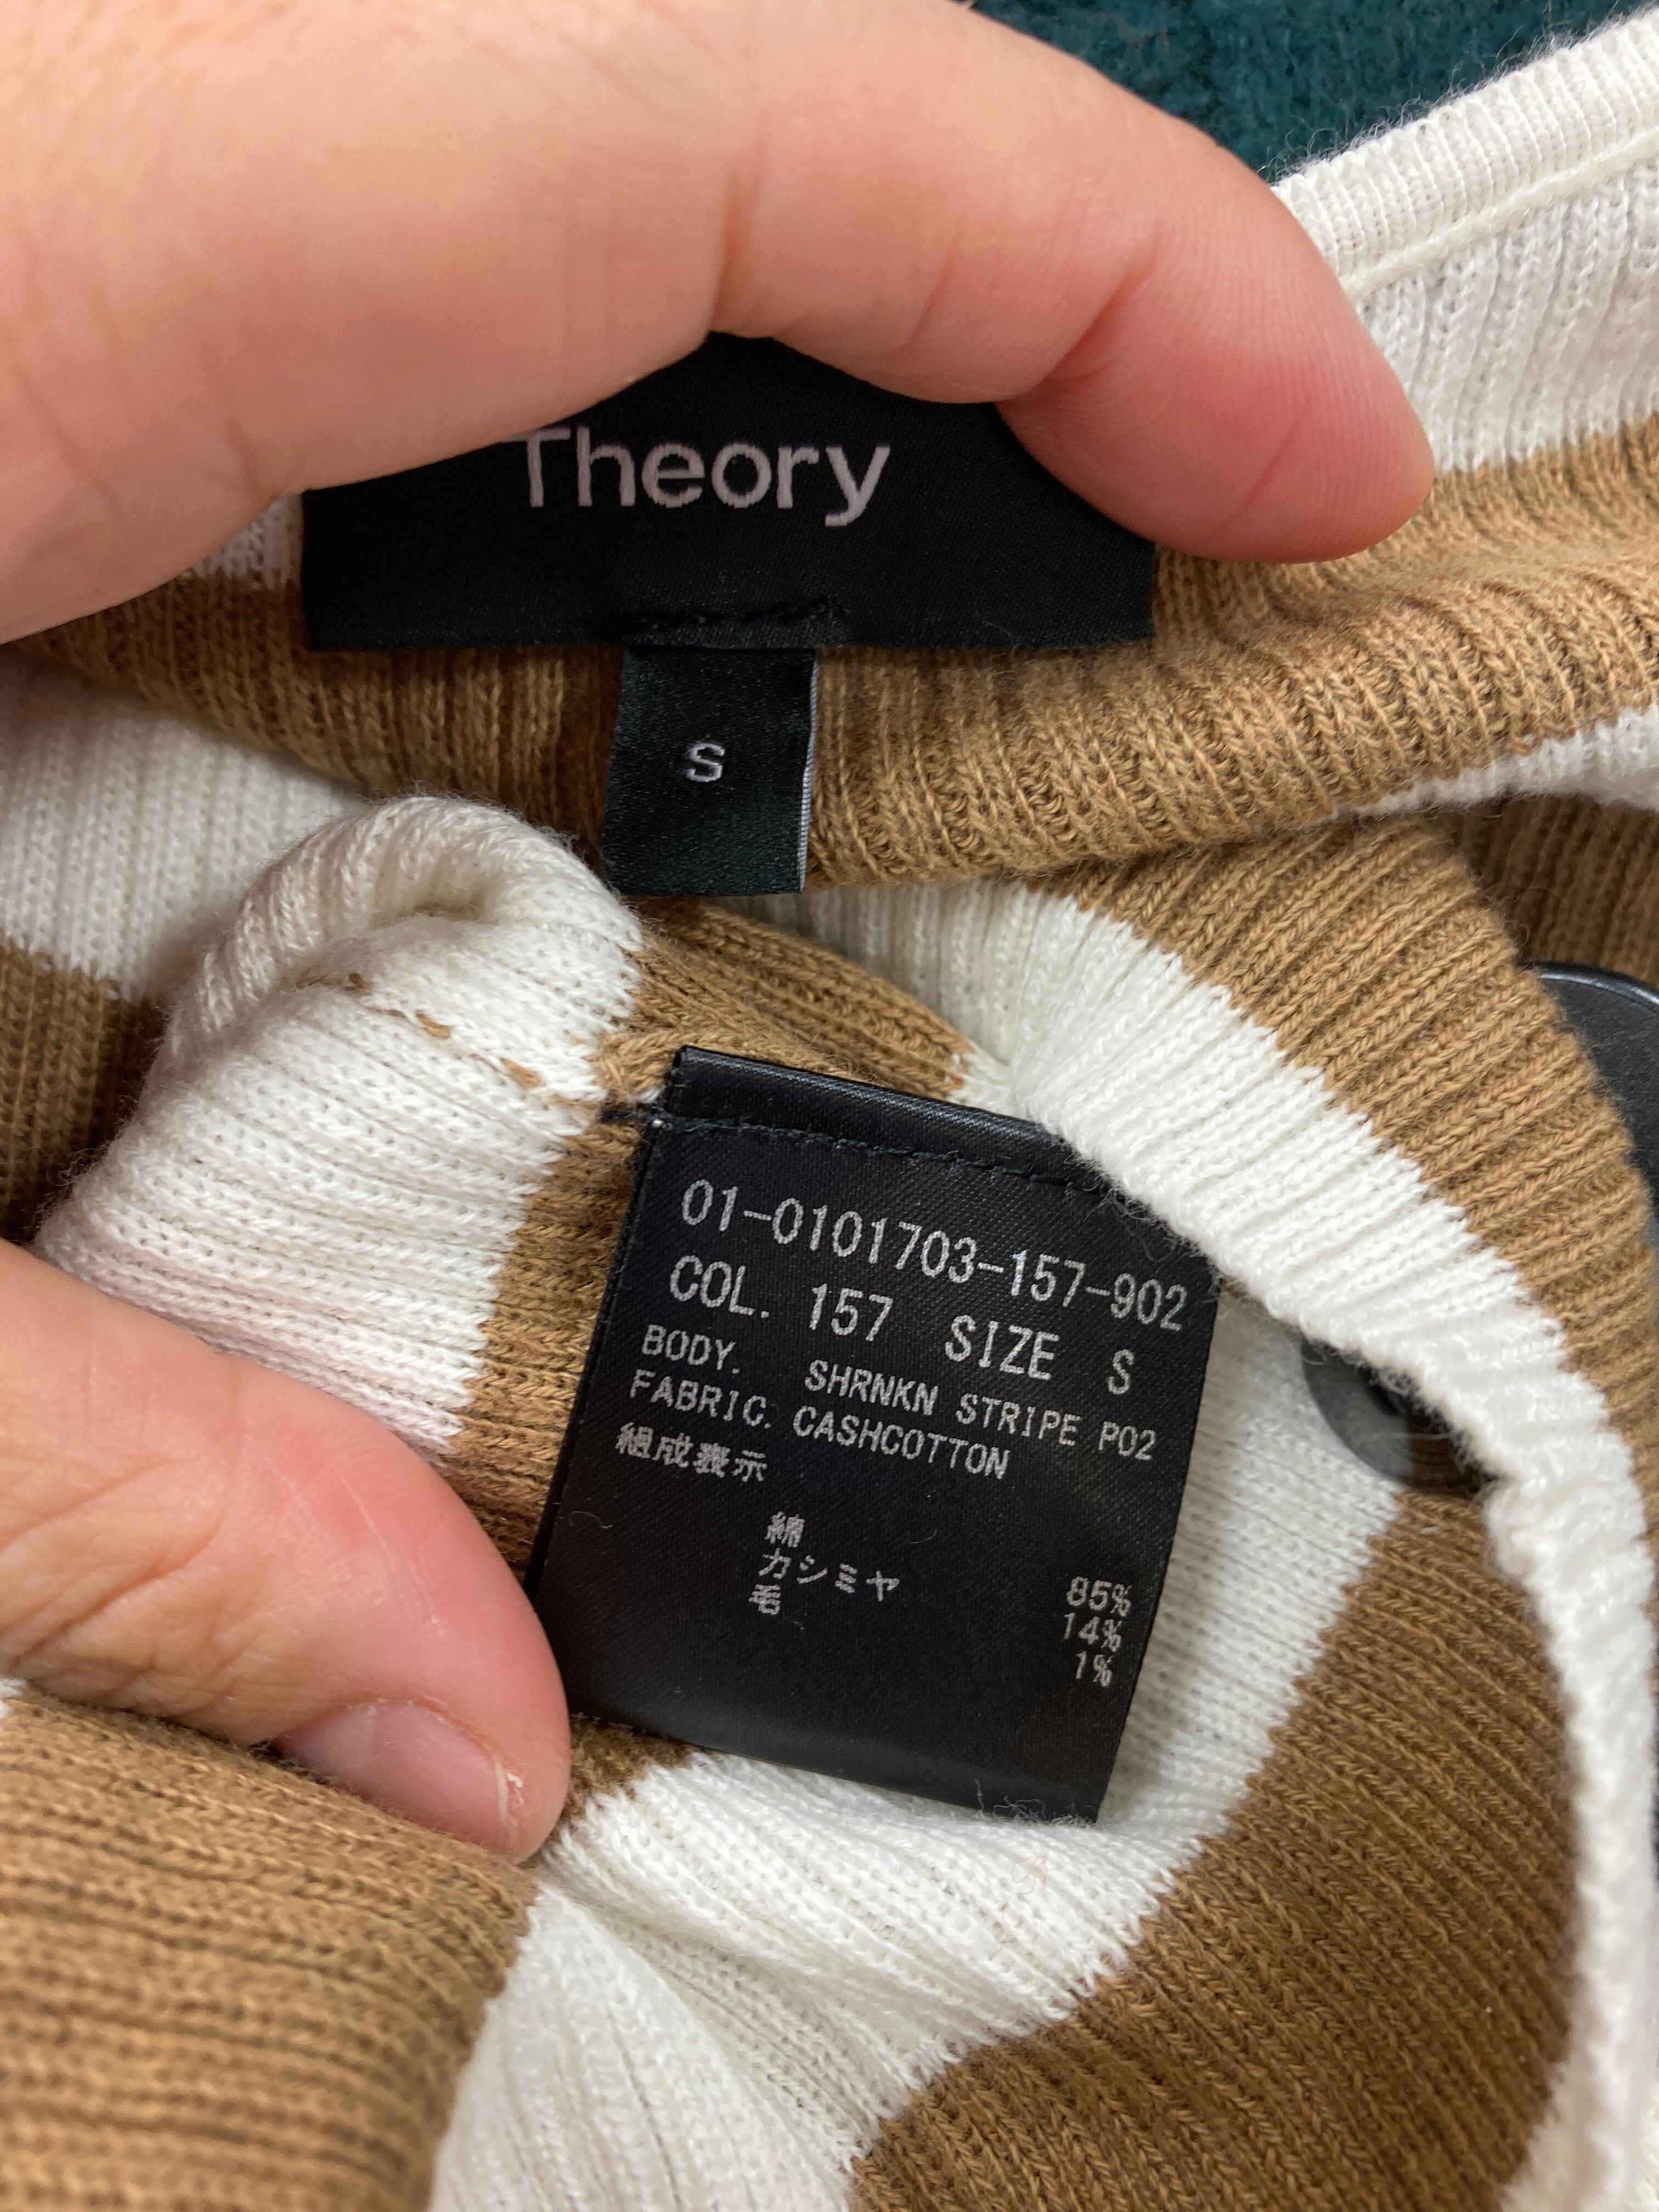 Theory
S
01-0101703-157-902
COL. 157 SIZE S
BODY. SHRNKN STRIPE P02
FABRIC. CASHCOTTON
組成表示
綿 85%
カシミヤ 14%
毛 1%